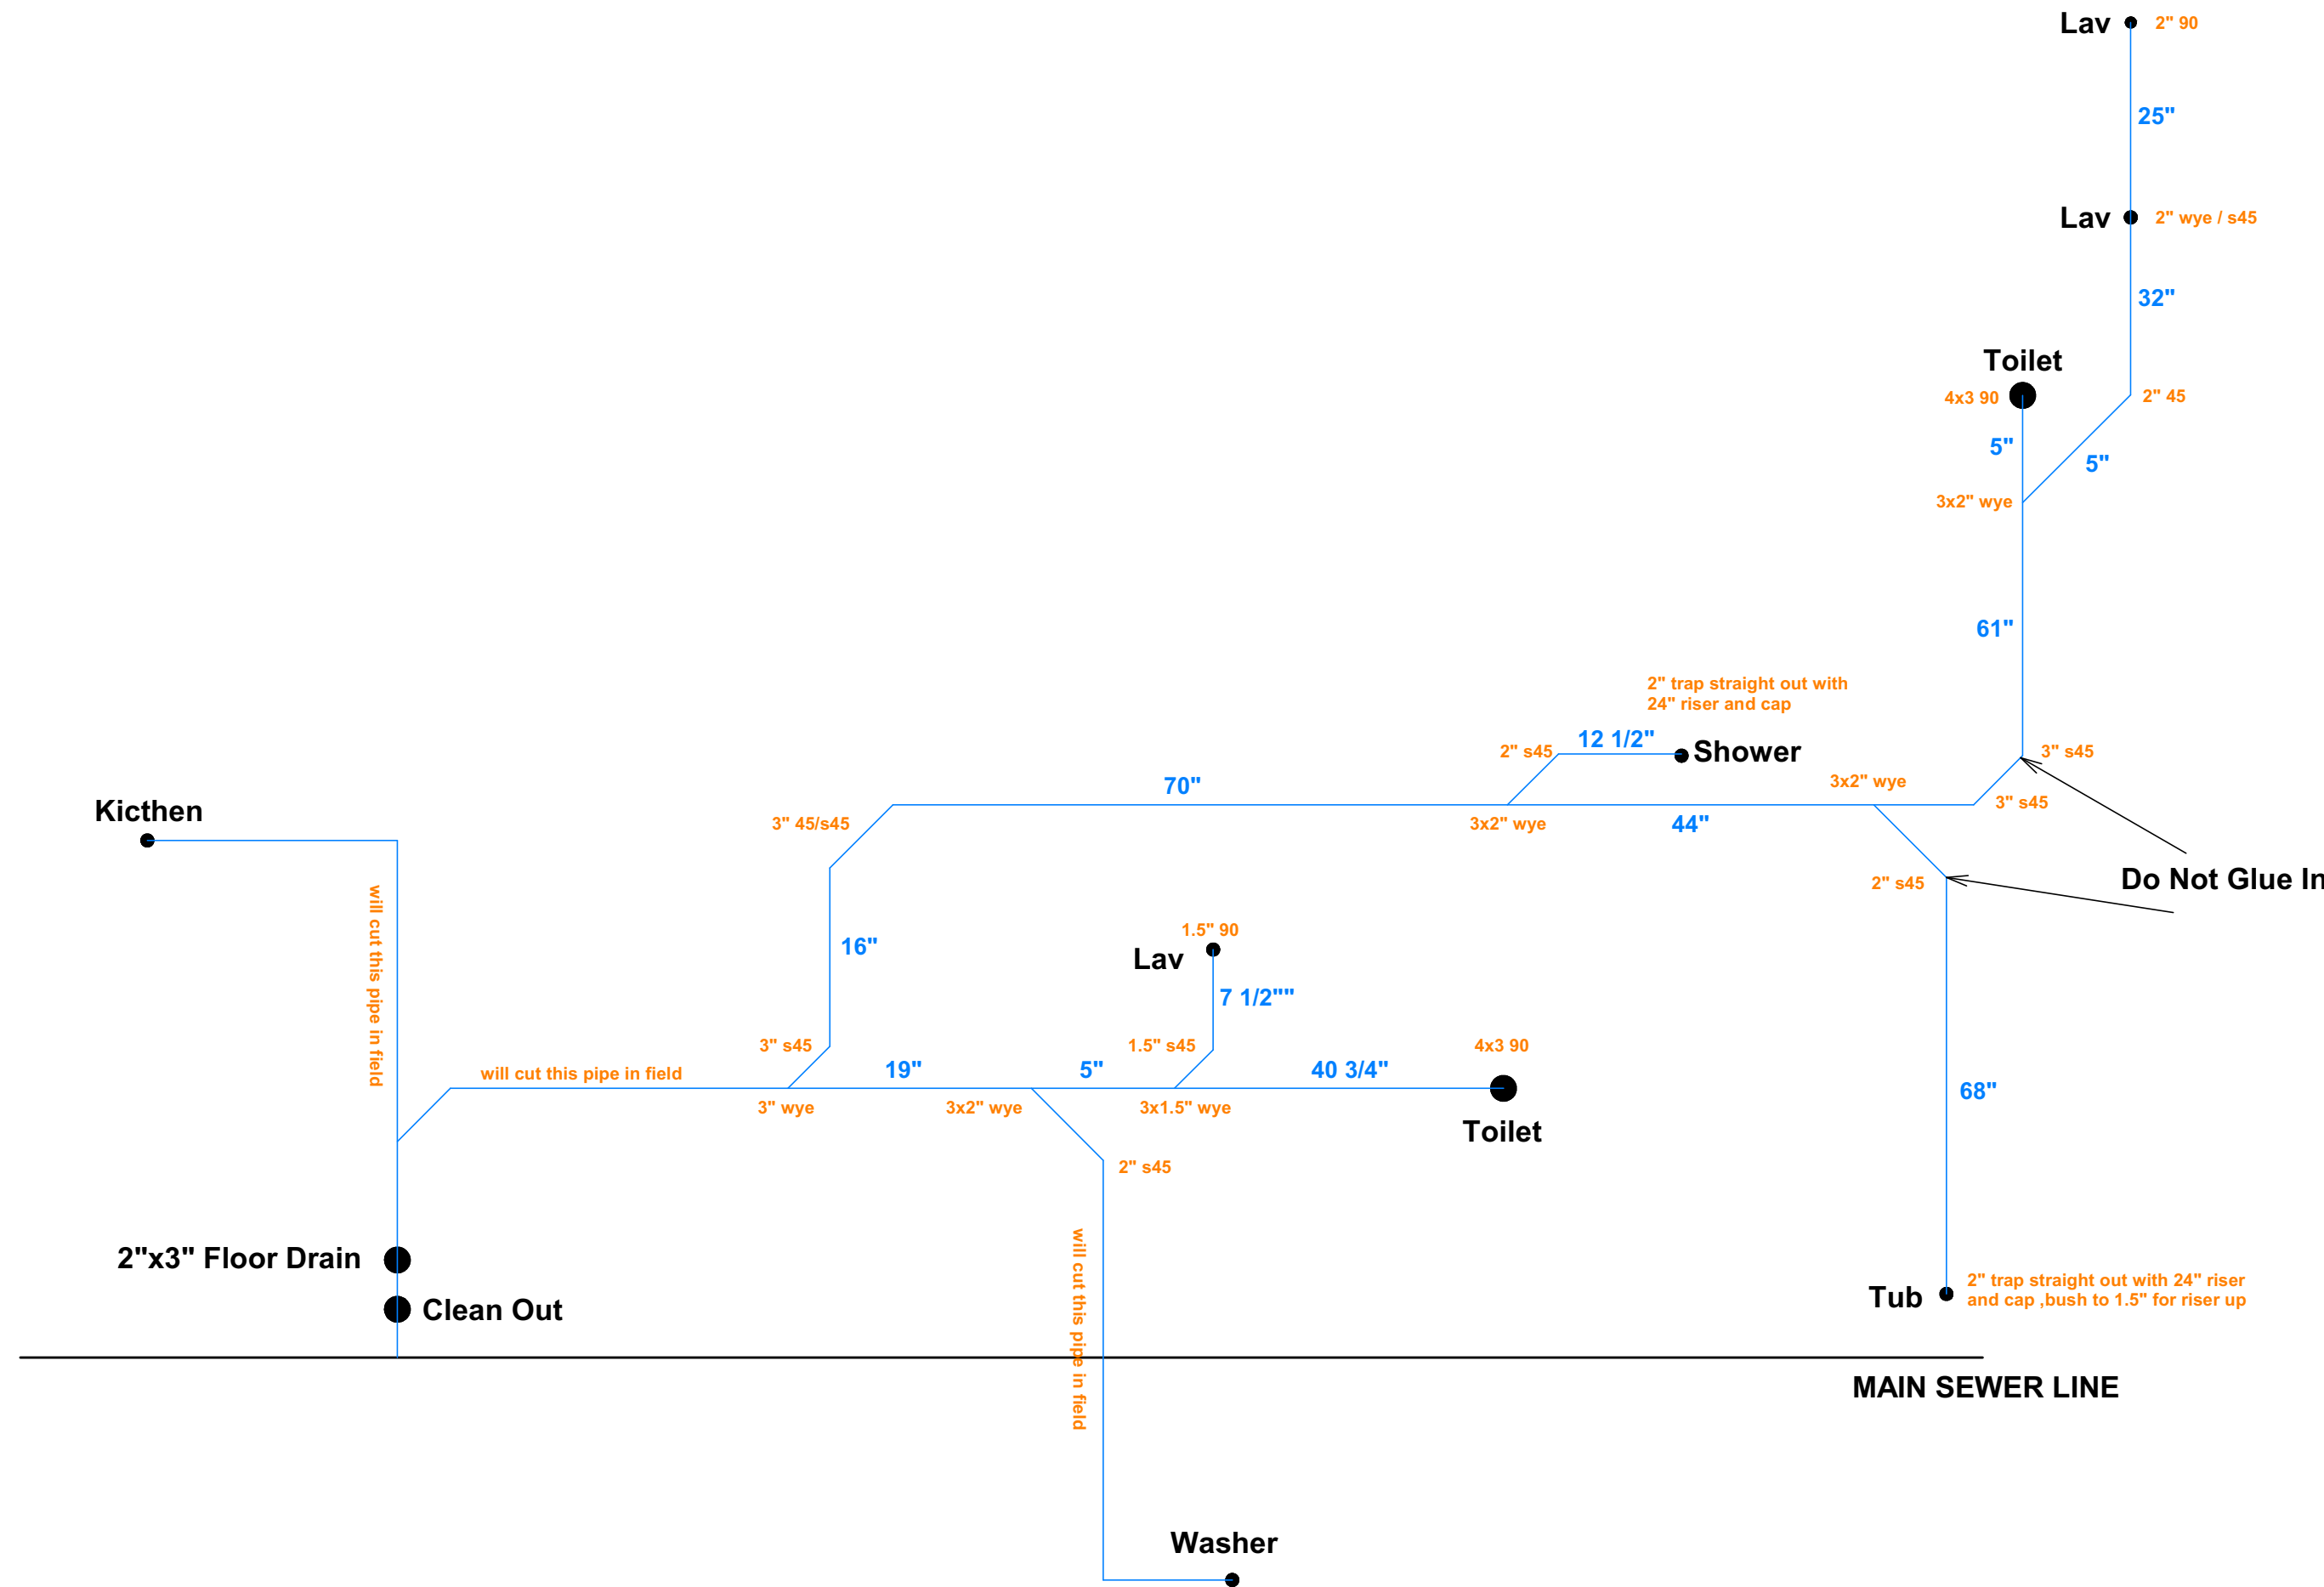 Lav
2" 90
25"
Lav
2" wye / s45
32"
Toilet
4x3 90
2" 45
5"
5"
3x2" wye
61"
2" trap straight out with
24" riser and cap
12 1/2"
2" s45
Shower
3" s45
3x2" wye
70"
3" s45
Kicthen
3" 45/s45
3x2" wye
44"
2" s45
Do Not Glue In
will cut this pipe in field
1.5" 90
16"
Lav
7 1/2""
3" s45
1.5" s45
4x3 90
will cut this pipe in field
19"
5"
40 3/4"
68"
3" wye
3x2" wye
3x1.5" wye
Toilet
2" s45
2"x3" Floor Drain
will cut this pipe in field
2" trap straight out with 24" riser
and cap ,bush to 1.5" for riser up
Tub
Clean Out
MAIN SEWER LINE
Washer